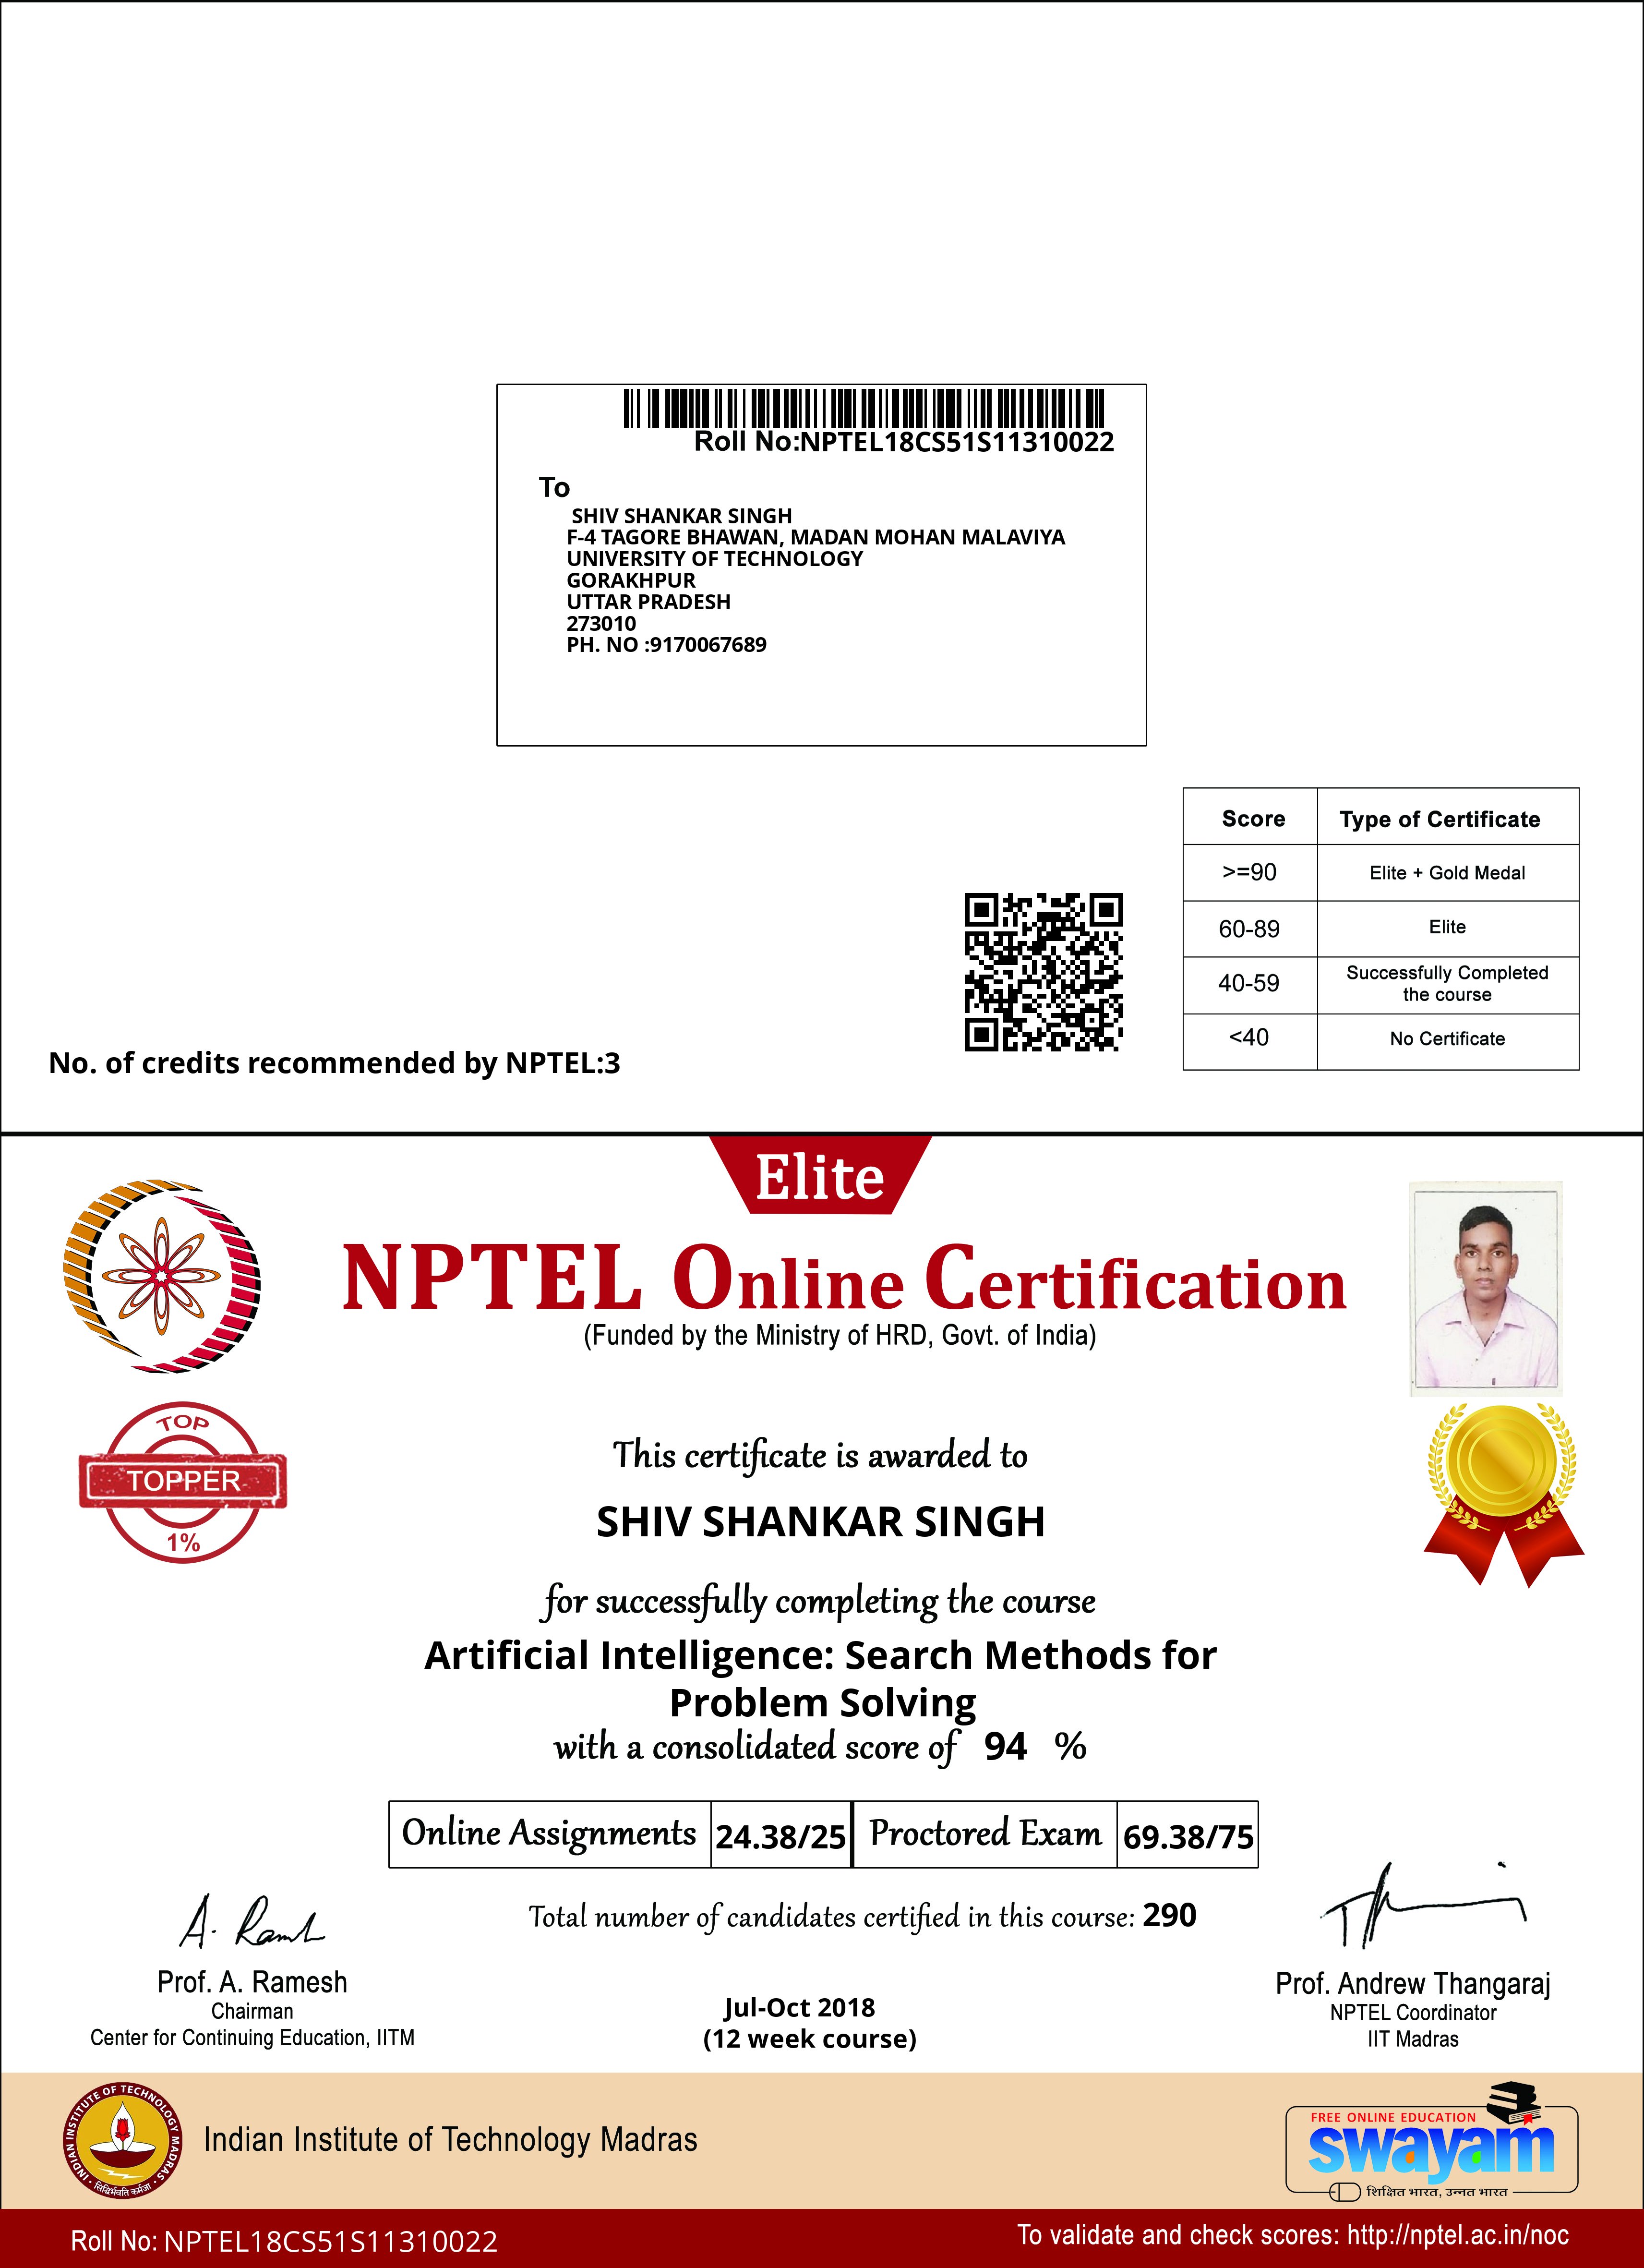 Roll No:NPTEL18CS51S11310022
To
SHIV SHANKAR SINGH
F-4 TAGORE BHAWAN, MADAN MOHAN MALAVIYA
UNIVERSITY OF TECHNOLOGY
GORAKHPUR
UTTAR PRADESH
273010
PH. NO :9170067689
Score Type of Certificate
>=90 Elite + Gold Medal
60-89 Elite
40-59 Successfully Completed
the course
<40 No Certificate
No. of credits recommended by NPTEL:3
Elite
NPTEL Online Certification
(Funded by the Ministry of HRD, Govt. of India)
TOP
TOPPER
1%
This certificate is awarded to
SHIV SHANKAR SINGH
for successfully completing the course
Artificial Intelligence: Search Methods for
Problem Solving
with a consolidated score of 94 %
Online Assignments 24.38/25 Proctored Exam 69.38/75
Total number of candidates certified in this course: 290
A. Ramesh
Prof. A. Ramesh
Chairman
Center for Continuing Education, IITM
Jul-Oct 2018
(12 week course)
Prof. Andrew Thangaraj
NPTEL Coordinator
IIT Madras
INDIAN INSTITUTE OF TECHNOLOGY MADRAS
सिद्धिर्भवति कर्मजा
Indian Institute of Technology Madras
FREE ONLINE EDUCATION
swayam
शिक्षित भारत, उन्नत भारत
Roll No: NPTEL18CS51S11310022
To validate and check scores: http://nptel.ac.in/noc